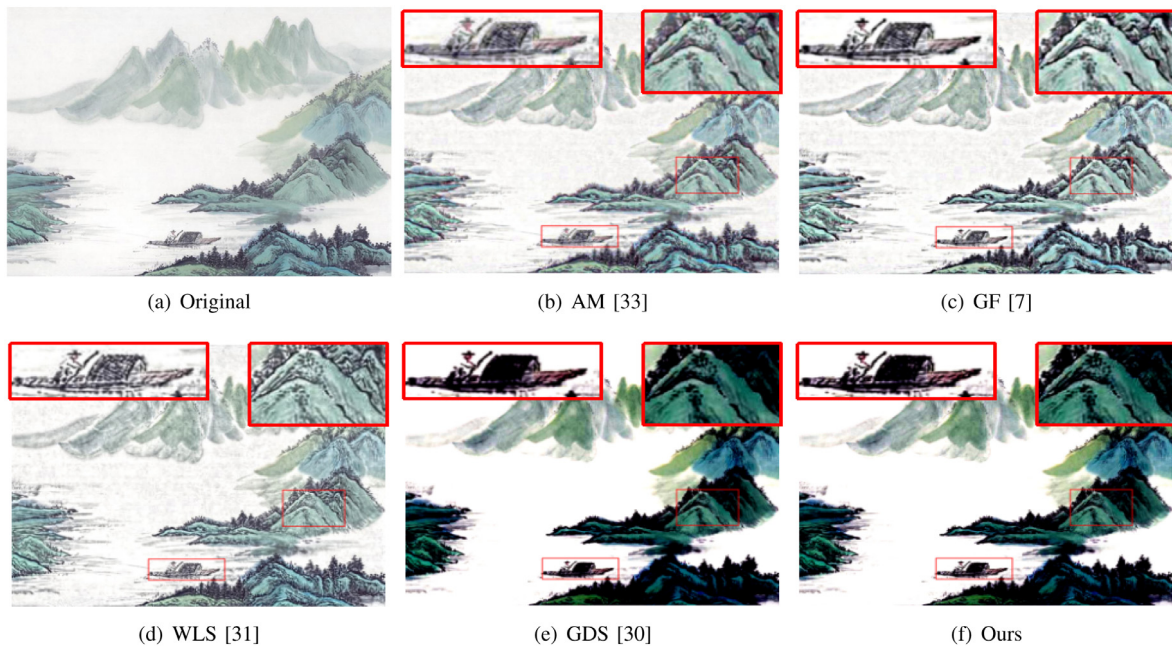 (a) Original
(b) AM [33]
(c) GF [7]
(d) WLS [31]
(e) GDS [30]
(f) Ours